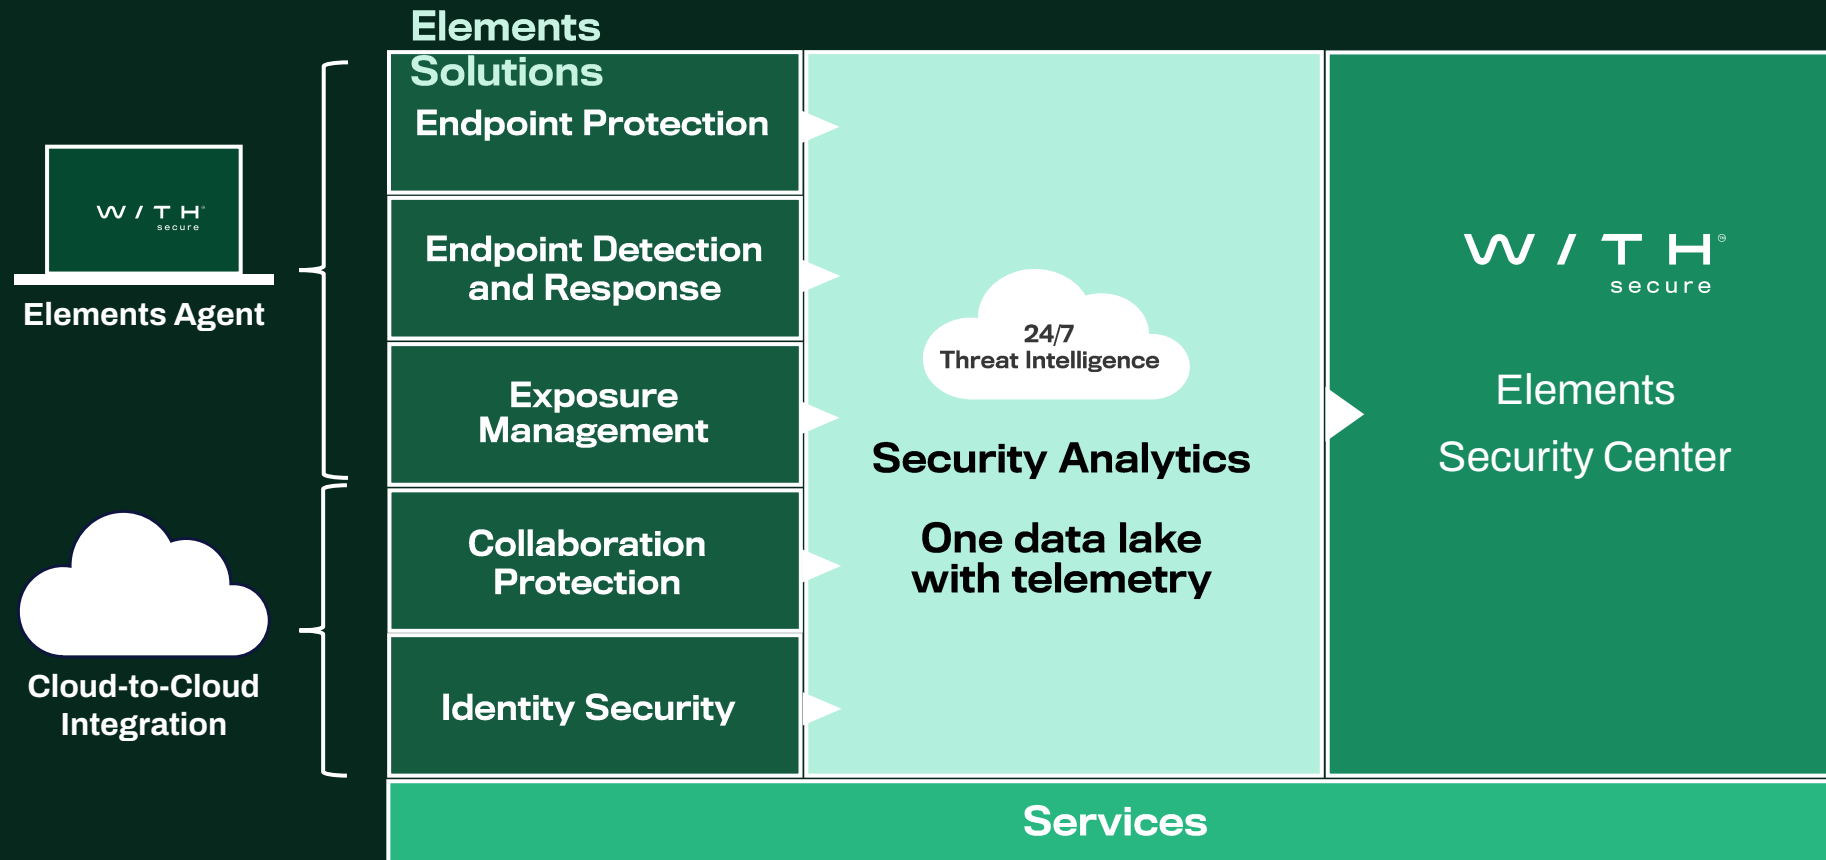 Elements
Solutions
Endpoint Protection
W/TH
secure
Elements Agent
Endpoint Detection
and Response
Exposure
Management
Collaboration
Protection
Cloud-to-Cloud
Integration
Identity Security
24/7
Threat Intelligence
Security Analytics
One data lake
with telemetry
W/TH
secure
Elements
Security Center
Services